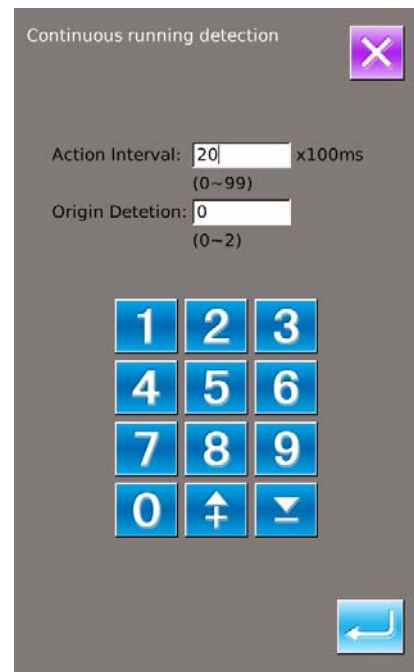 Continuous running detection
Action Interval: 20 x100ms
(0~99)
Origin Detetion: 0
(0~2)
1 2 3
4 5 6
7 8 9
0